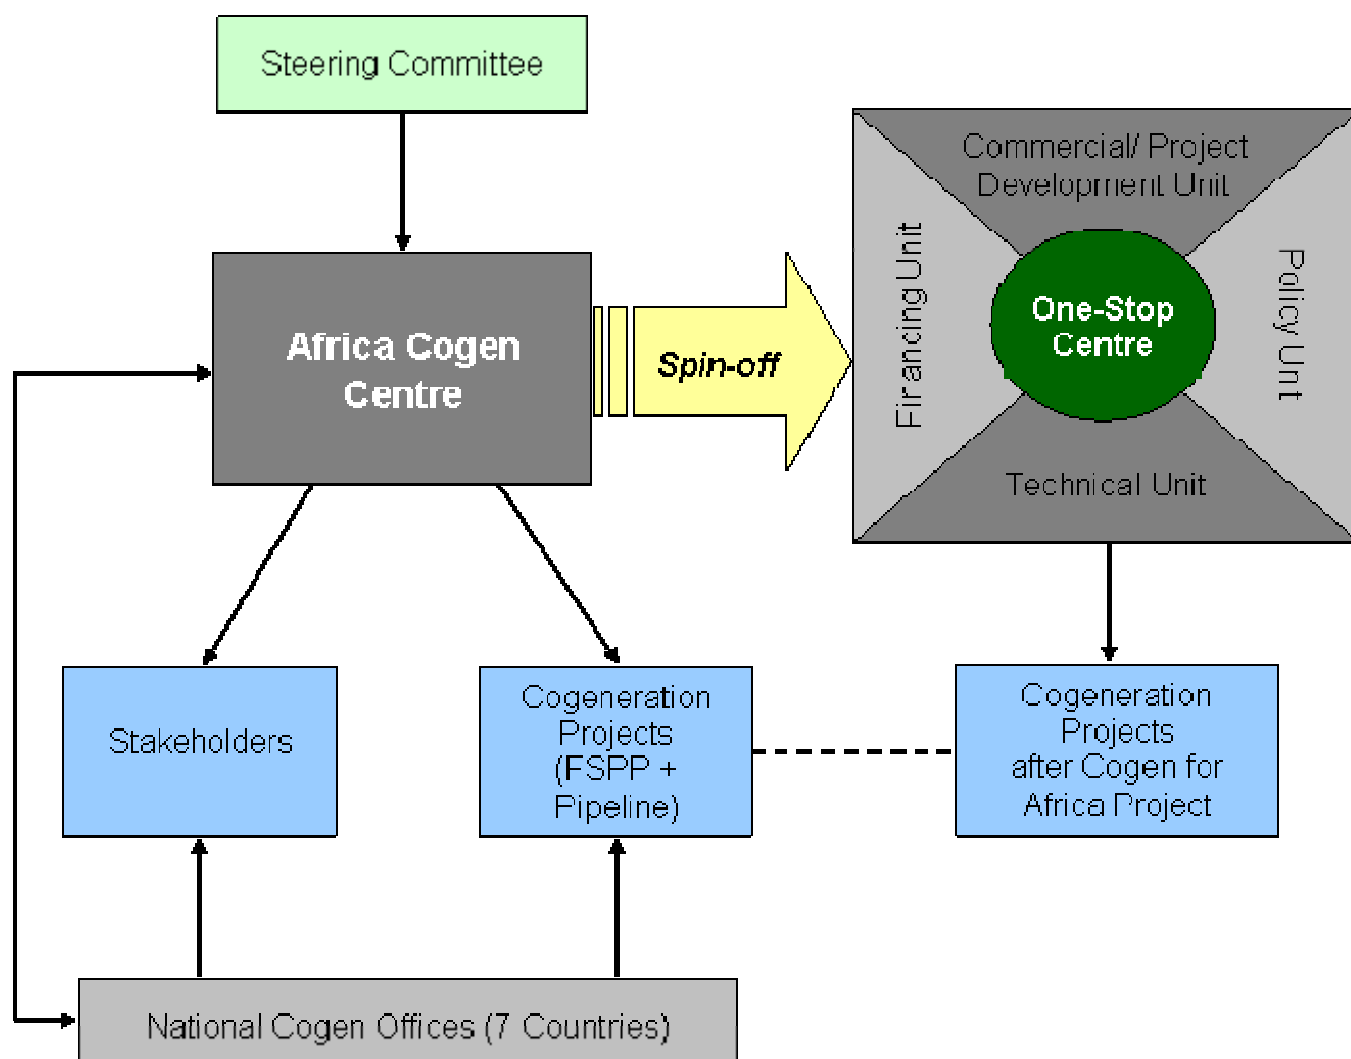 Steering Committee
Commercial/ Project
Development Unit
Financing Unit
One-Stop
Centre
Policy Unit
Technical Unit
Africa Cogen
Centre
Spin-off
Stakeholders
Cogeneration
Projects
(FSPP +
Pipeline)
Cogeneration
Projects
after Cogen for
Africa Project
National Cogen Offices (7 Countries)